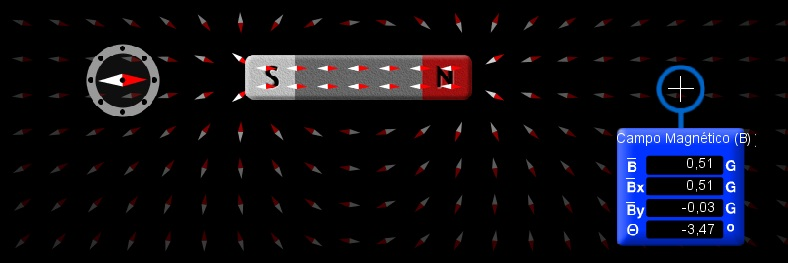 S N
Campo Magnético (B) :
B 0,51 G
Bx 0,51 G
By -0,03 G
Θ -3,47 º